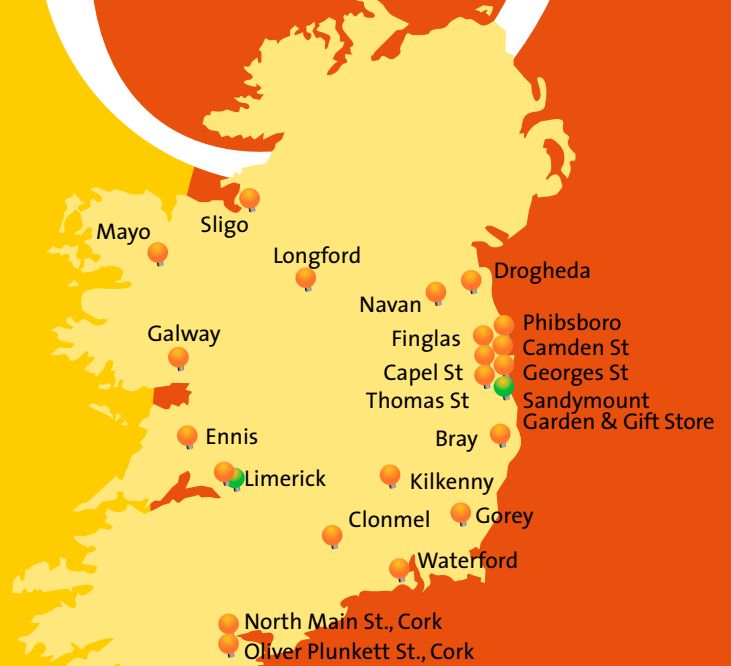 Sligo
Mayo
Longford
Drogheda
Navan
Phibsboro
Finglas
Galway
Camden St
Capel St
Georges St
Thomas St
Sandymount
Garden & Gift Store
Ennis
Bray
Limerick
Kilkenny
Clonmel
Gorey
Waterford
North Main St., Cork
Oliver Plunkett St., Cork